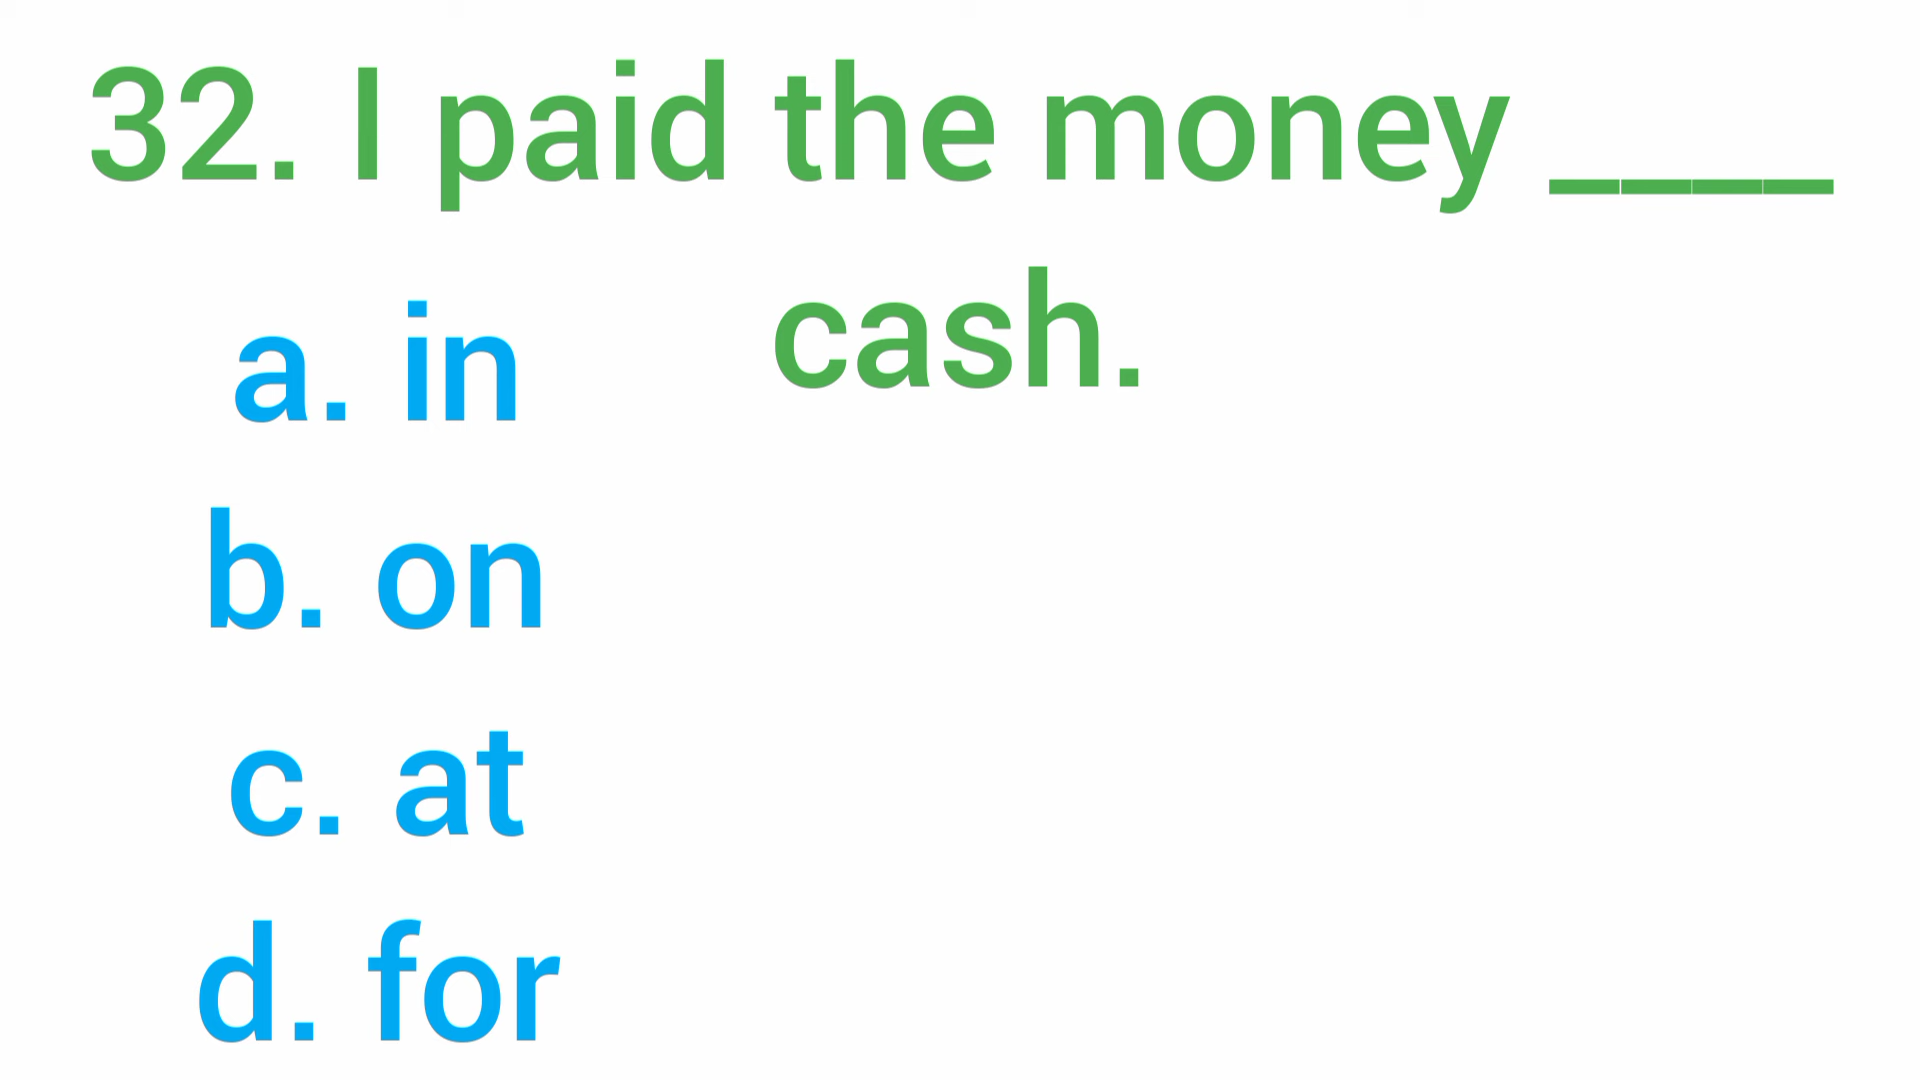 32. I paid the money ____
cash.
a. in
b. on
c. at
d. for